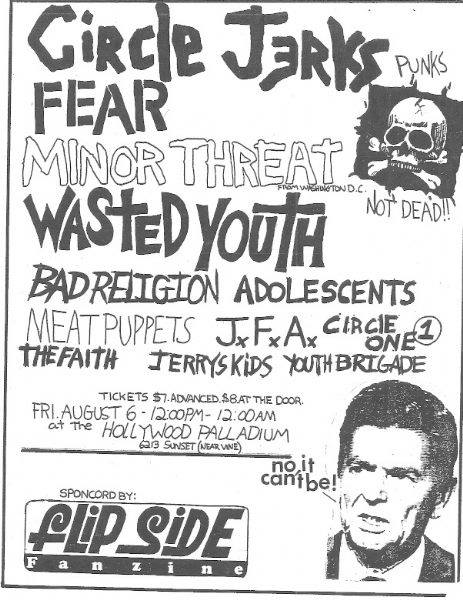 Circle Jerks
PUNKS
NOT DEAD!!
FEAR
MINOR THREAT
FROM WASHINGTON D.C.
WASTED YOUTH
BAD RELIGION ADOLESCENTS
MEAT PUPPETS J.F.A. CIRCLE ONE 1
THE FAITH JERRYS KIDS YOUTH BRIGADE
TICKETS $7. ADVANCED. $8. AT THE DOOR.
FRI. AUGUST 6 - 12:00PM - 12:00AM
at the HOLLYWOOD PALLADIUM
6213 SUNSET (NEAR VINE)
no, it
can't be!
SPONCORD BY:
FLIP SIDE
Fanzine